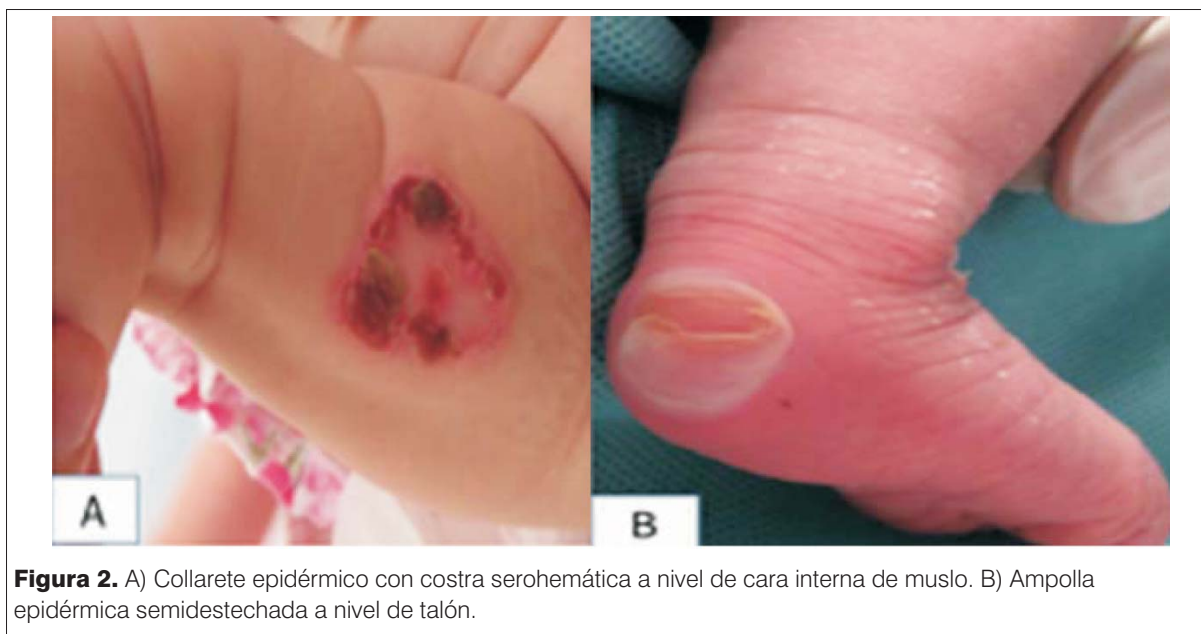 A
B
Figura 2. A) Collarete epidérmico con costra serohemática a nivel de cara interna de muslo. B) Ampolla
epidérmica semidestechada a nivel de talón.